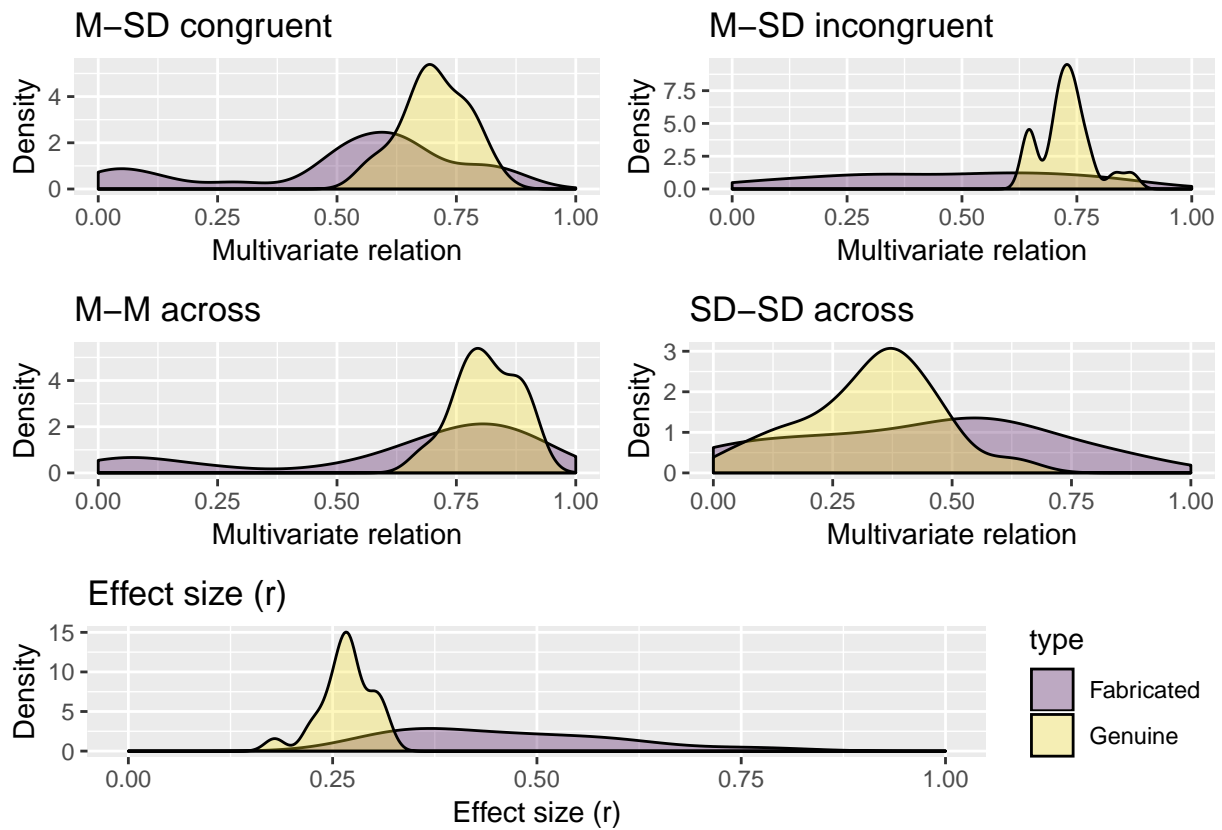 M−SD congruent
Density
4
2
0
0.00 0.25 0.50 0.75 1.00
Multivariate relation
M−SD incongruent
Density
7.5
5.0
2.5
0.0
0.00 0.25 0.50 0.75 1.00
Multivariate relation
M−M across
Density
4
2
0
0.00 0.25 0.50 0.75 1.00
Multivariate relation
SD−SD across
Density
3
2
1
0
0.00 0.25 0.50 0.75 1.00
Multivariate relation
Effect size (r)
Density
15
10
5
0
0.00 0.25 0.50 0.75 1.00
Effect size (r)
type
Fabricated
Genuine